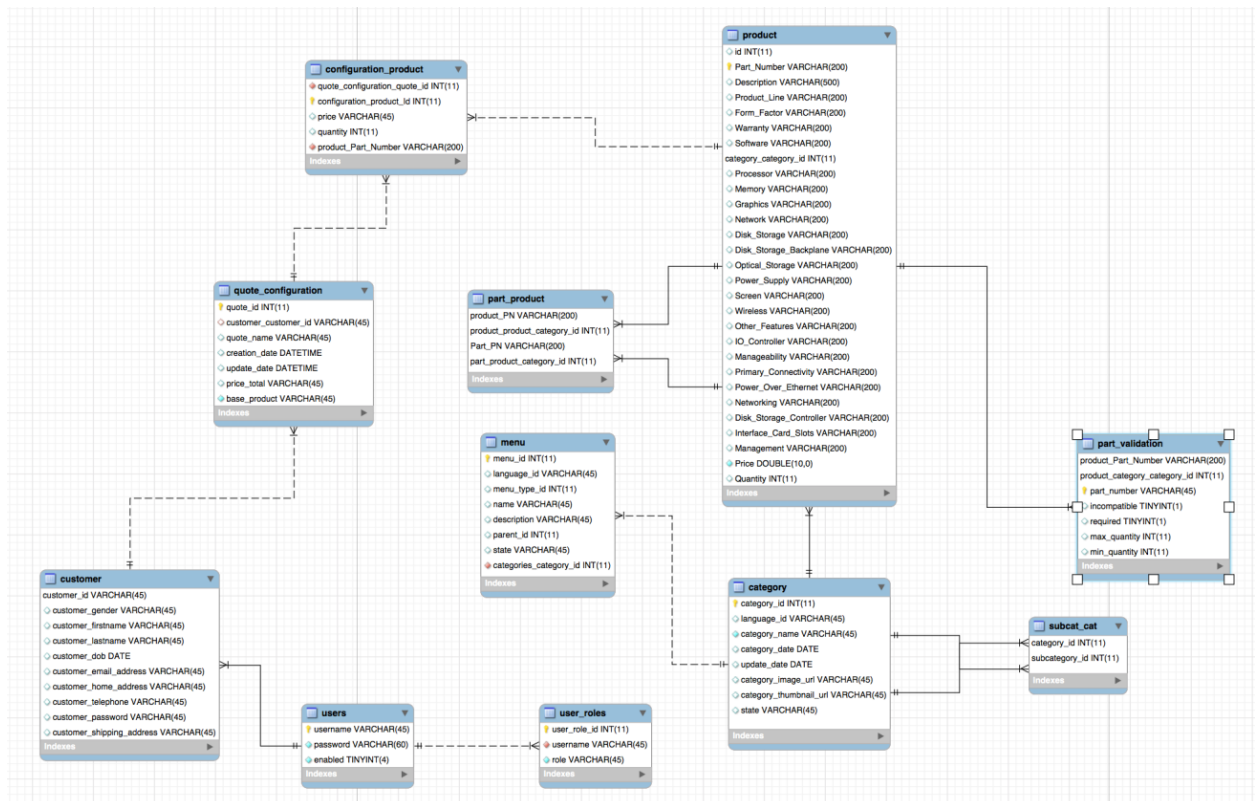 configuration_product
quote_configuration_quote_id INT(11)
configuration_product_id INT(11)
price VARCHAR(45)
quantity INT(11)
product_Part_Number VARCHAR(200)
Indexes
product
id INT(11)
Part_Number VARCHAR(200)
Description VARCHAR(500)
Product_Line VARCHAR(200)
Form_Factor VARCHAR(200)
Warranty VARCHAR(200)
Software VARCHAR(200)
category_category_id INT(11)
Processor VARCHAR(200)
Memory VARCHAR(200)
Graphics VARCHAR(200)
Network VARCHAR(200)
Disk_Storage VARCHAR(200)
Disk_Storage_Backplane VARCHAR(200)
Optical_Storage VARCHAR(200)
Power_Supply VARCHAR(200)
Screen VARCHAR(200)
Wireless VARCHAR(200)
Other_Features VARCHAR(200)
IO_Controller VARCHAR(200)
Manageability VARCHAR(200)
Primary_Connectivity VARCHAR(200)
Power_Over_Ethernet VARCHAR(200)
Networking VARCHAR(200)
Disk_Storage_Controller VARCHAR(200)
Interface_Card_Slots VARCHAR(200)
Management VARCHAR(200)
Price DOUBLE(10,0)
Quantity INT(11)
Indexes
quote_configuration
quote_id INT(11)
customer_customer_id VARCHAR(45)
quote_name VARCHAR(45)
creation_date DATETIME
update_date DATETIME
price_total VARCHAR(45)
base_product VARCHAR(45)
Indexes
part_product
product_PN VARCHAR(200)
product_product_category_id INT(11)
Part_PN VARCHAR(200)
part_product_category_id INT(11)
Indexes
menu
menu_id INT(11)
language_id VARCHAR(45)
menu_type_id INT(11)
name VARCHAR(45)
description VARCHAR(45)
parent_id INT(11)
state VARCHAR(45)
categories_category_id INT(11)
Indexes
part_validation
product_Part_Number VARCHAR(200)
product_category_category_id INT(11)
part_number VARCHAR(45)
incompatible TINYINT(1)
required TINYINT(1)
max_quantity INT(11)
min_quantity INT(11)
Indexes
customer
customer_id VARCHAR(45)
customer_gender VARCHAR(45)
customer_firstname VARCHAR(45)
customer_lastname VARCHAR(45)
customer_dob DATE
customer_email_address VARCHAR(45)
customer_home_address VARCHAR(45)
customer_telephone VARCHAR(45)
customer_password VARCHAR(45)
customer_shipping_address VARCHAR(45)
Indexes
category
category_id INT(11)
language_id VARCHAR(45)
category_name VARCHAR(45)
category_date DATE
update_date DATE
category_image_url VARCHAR(45)
category_thumbnail_url VARCHAR(45)
state VARCHAR(45)
Indexes
subcat_cat
category_id INT(11)
subcategory_id INT(11)
Indexes
users
username VARCHAR(45)
password VARCHAR(60)
enabled TINYINT(4)
Indexes
user_roles
user_role_id INT(11)
username VARCHAR(45)
role VARCHAR(45)
Indexes